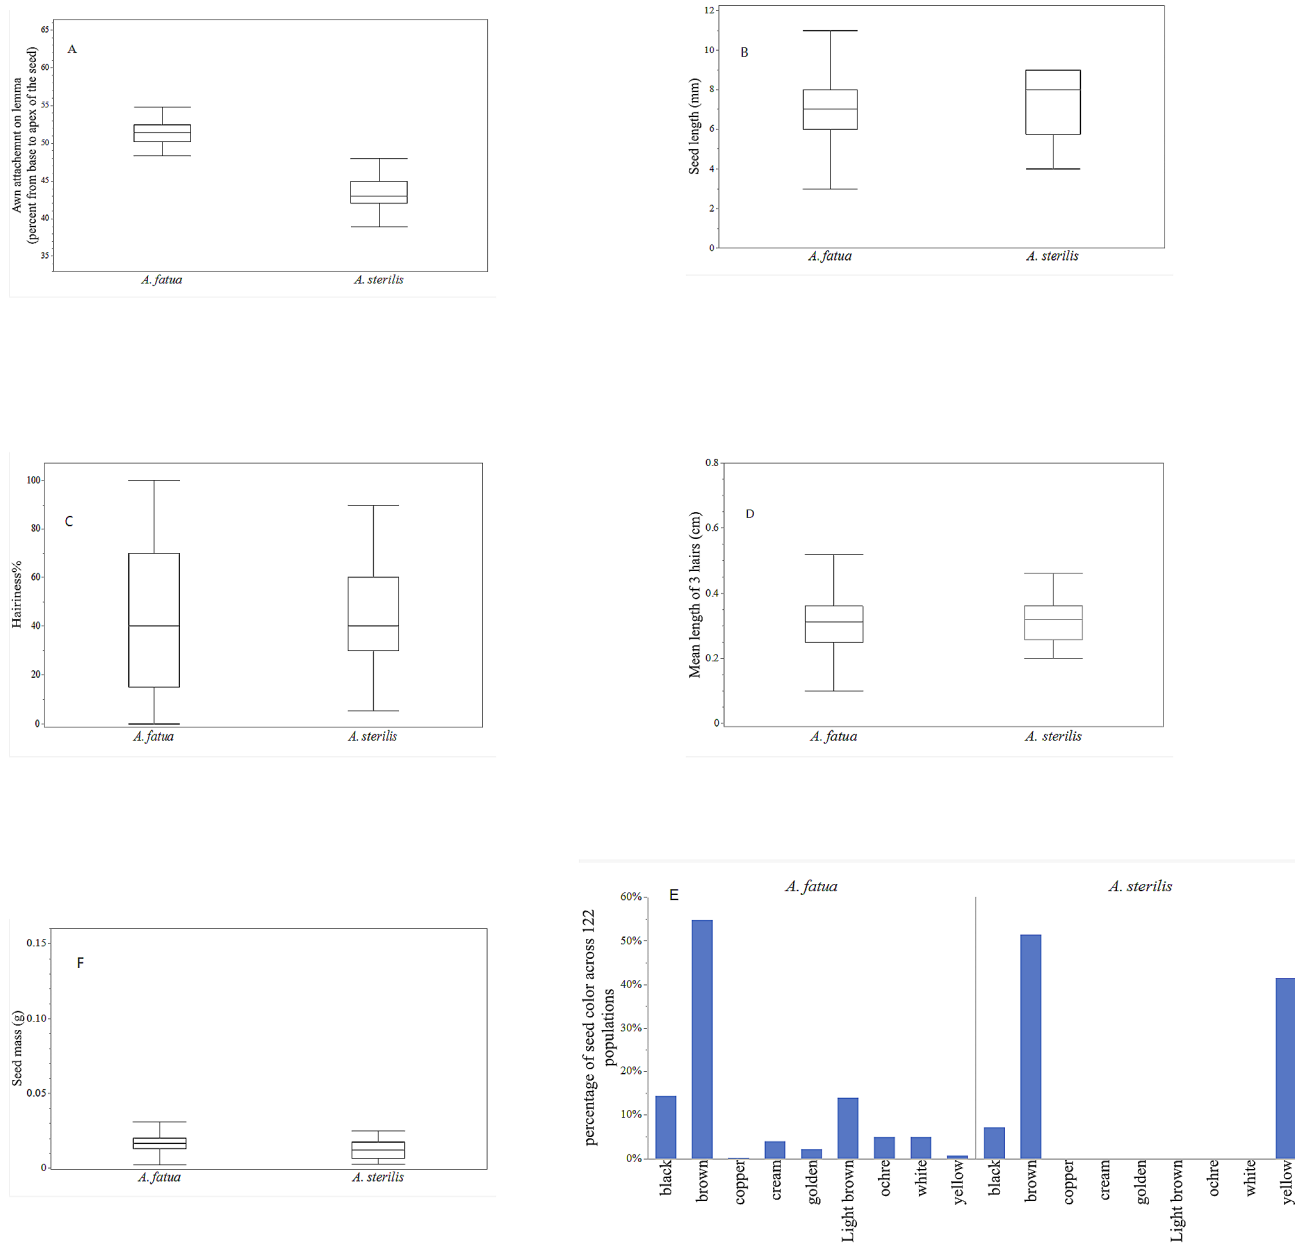 A
Awn attachemnt on lemma
(percent from base to apex of the seed)
65
60
55
50
45
40
35
A. fatua
A. sterilis
B
Seed length (mm)
12
10
8
6
4
2
0
A. fatua
A. sterilis
C
Hairiness%
100
80
60
40
20
0
A. fatua
A. sterilis
D
Mean length of 3 hairs (cm)
0.8
0.6
0.4
0.2
0
A. fatua
A. sterilis
F
Seed mass (g)
0.15
0.10
0.05
0
A. fatua
A. sterilis
A. fatua
A. sterilis
E
percentage of seed color across 122
populations
60%
50%
40%
30%
20%
10%
0%
black
brown
copper
cream
golden
Light brown
ochre
white
yellow
black
brown
copper
cream
golden
Light brown
ochre
white
yellow